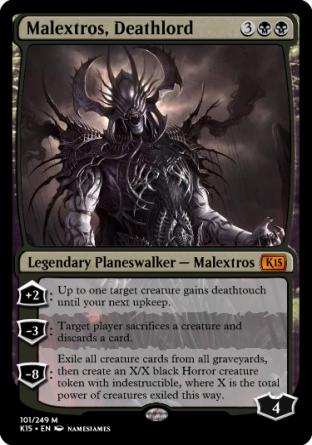 Malextros, Deathlord 3
Legendary Planeswalker — Malextros K15
+2: Up to one target creature gains deathtouch
until your next upkeep.
-3: Target player sacrifices a creature and
discards a card.
-8: Exile all creature cards from all graveyards,
then create an X/X black Horror creature
token with indestructible, where X is the total
power of creatures exiled this way.
4
101/249 M
K15 • EN NAMESJAMES